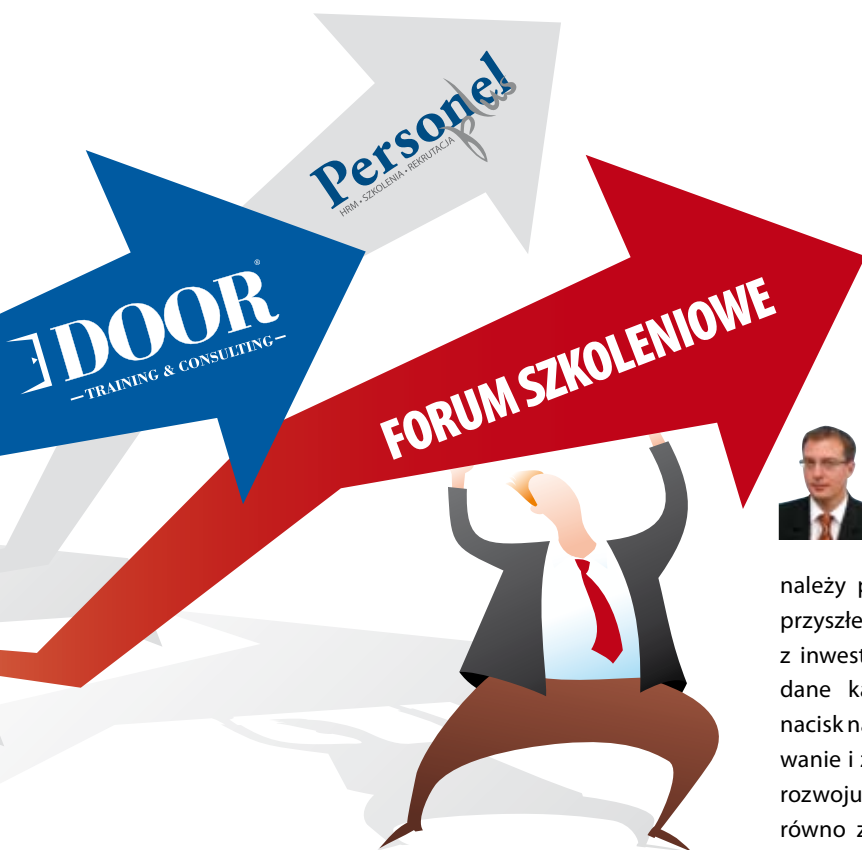 Personel
plus
HRM • SZKOLENIA • REKRUTACJA
DOOR®
— TRAINING & CONSULTING —
FORUM SZKOLENIOWE
należy p
przyszłe
z inwest
dane ka
nacisk na
wanie i z
rozwoju
równo z